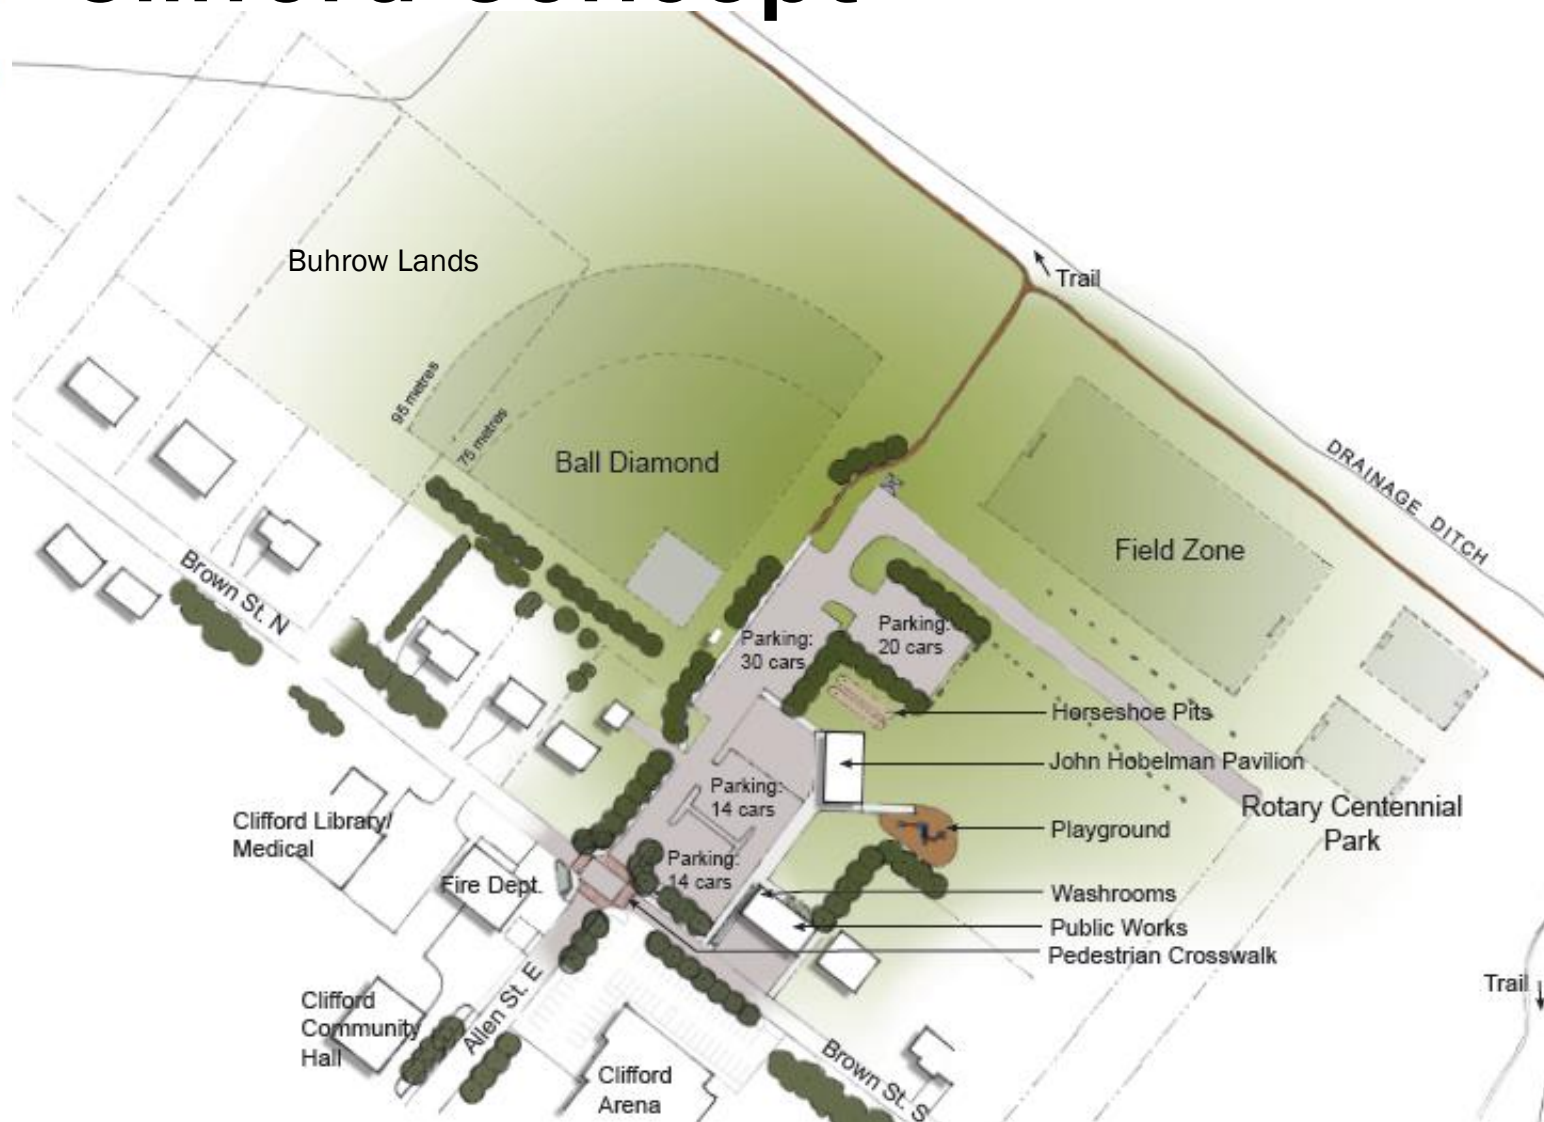 Clifford Concept
Buhrow Lands
Trail
95 metres
75 metres
Ball Diamond
DRAINAGE DITCH
Field Zone
Brown St. N
Parking:
30 cars
Parking:
20 cars
Horseshoe Pits
John Hobelman Pavilion
Parking:
14 cars
Rotary Centennial
Park
Clifford Library/
Medical
Playground
Parking:
14 cars
Fire Dept.
Washrooms
Public Works
Pedestrian Crosswalk
Trail
Clifford
Community
Hall
Allen St. E
Clifford
Arena
Brown St. S